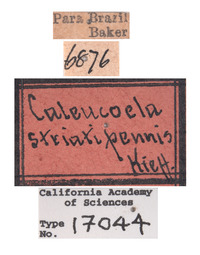 Para Brazil
Baker
6876
Caleucoela
striatipennis
Kieff.
California Academy
of Sciences
Type
No. 17044